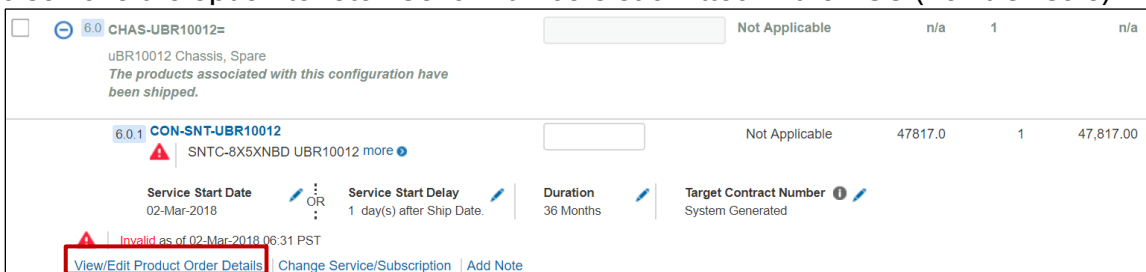 6.0 CHAS-UBR10012= Not Applicable n/a 1 n/a
uBR10012 Chassis, Spare
The products associated with this configuration have
been shipped.
6.0.1 CON-SNT-UBR10012 Not Applicable 47817.0 1 47,817.00
SNTC-8X5XNBD UBR10012 more
Service Start Date OR Service Start Delay Duration Target Contract Number
02-Mar-2018 1 day(s) after Ship Date. 36 Months System Generated
Invalid as of 02-Mar-2018 06:31 PST
View/Edit Product Order Details Change Service/Subscription Add Note